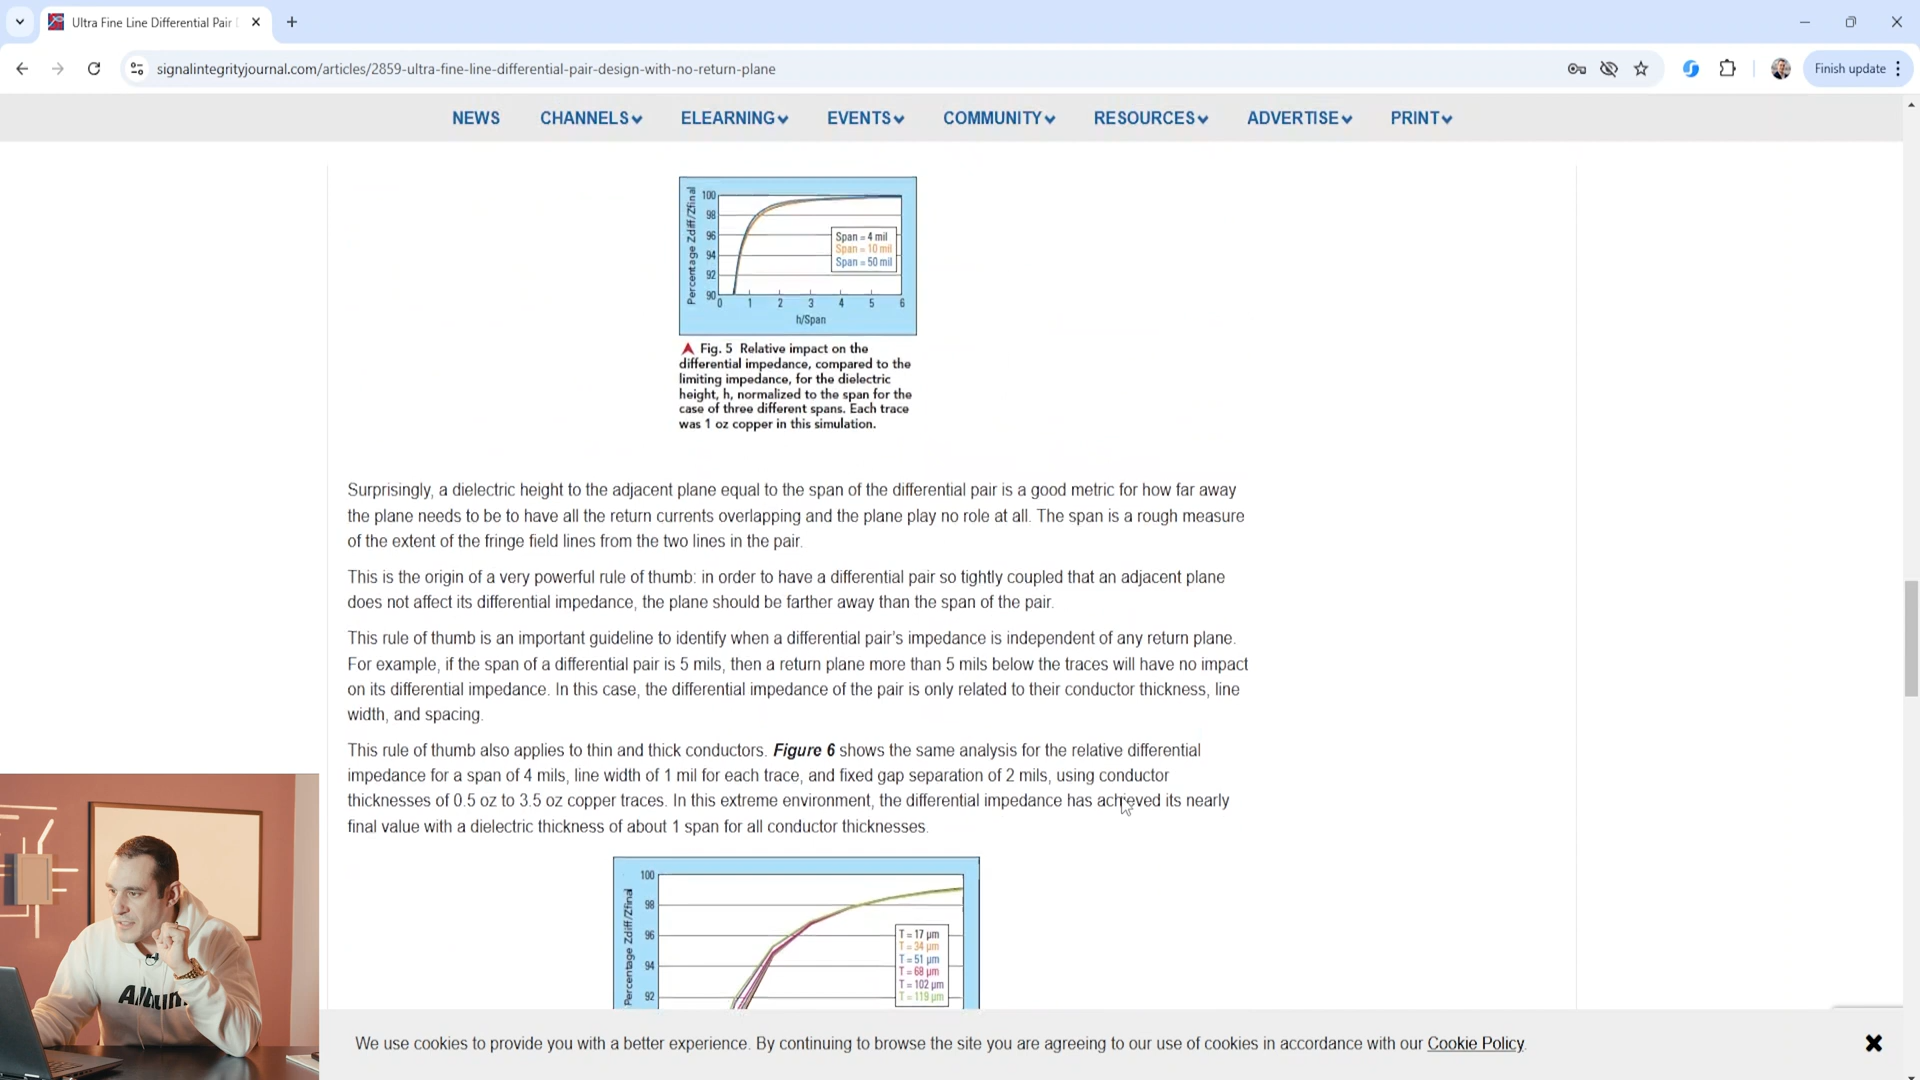 Ultra Fine Line Differential Pair
signalintegrityjournal.com/articles/2859-ultra-fine-line-differential-pair-design-with-no-return-plane
Finish update
NEWS CHANNELS ELEARNING EVENTS COMMUNITY RESOURCES ADVERTISE PRINT
Percentage Zdiff/Zfinal
100
98
96
94
92
90
0 1 2 3 4 5 6
h/Span
Span = 4 mil
Span = 10 mil
Span = 50 mil
Fig. 5 Relative impact on the
differential impedance, compared to the
limiting impedance, for the dielectric
height, h, normalized to the span for the
case of three different spans. Each trace
was 1 oz copper in this simulation.
Surprisingly, a dielectric height to the adjacent plane equal to the span of the differential pair is a good metric for how far away
the plane needs to be to have all the return currents overlapping and the plane play no role at all. The span is a rough measure
of the extent of the fringe field lines from the two lines in the pair.
This is the origin of a very powerful rule of thumb: in order to have a differential pair so tightly coupled that an adjacent plane
does not affect its differential impedance, the plane should be farther away than the span of the pair.
This rule of thumb is an important guideline to identify when a differential pair's impedance is independent of any return plane.
For example, if the span of a differential pair is 5 mils, then a return plane more than 5 mils below the traces will have no impact
on its differential impedance. In this case, the differential impedance of the pair is only related to their conductor thickness, line
width, and spacing.
This rule of thumb also applies to thin and thick conductors. Figure 6 shows the same analysis for the relative differential
impedance for a span of 4 mils, line width of 1 mil for each trace, and fixed gap separation of 2 mils, using conductor
thicknesses of 0.5 oz to 3.5 oz copper traces. In this extreme environment, the differential impedance has achieved its nearly
final value with a dielectric thickness of about 1 span for all conductor thicknesses.
Percentage Zdiff/Zfinal
100
98
96
94
92
T = 17 µm
T = 34 µm
T = 51 µm
T = 68 µm
T = 102 µm
T = 119 µm
We use cookies to provide you with a better experience. By continuing to browse the site you are agreeing to our use of cookies in accordance with our Cookie Policy.